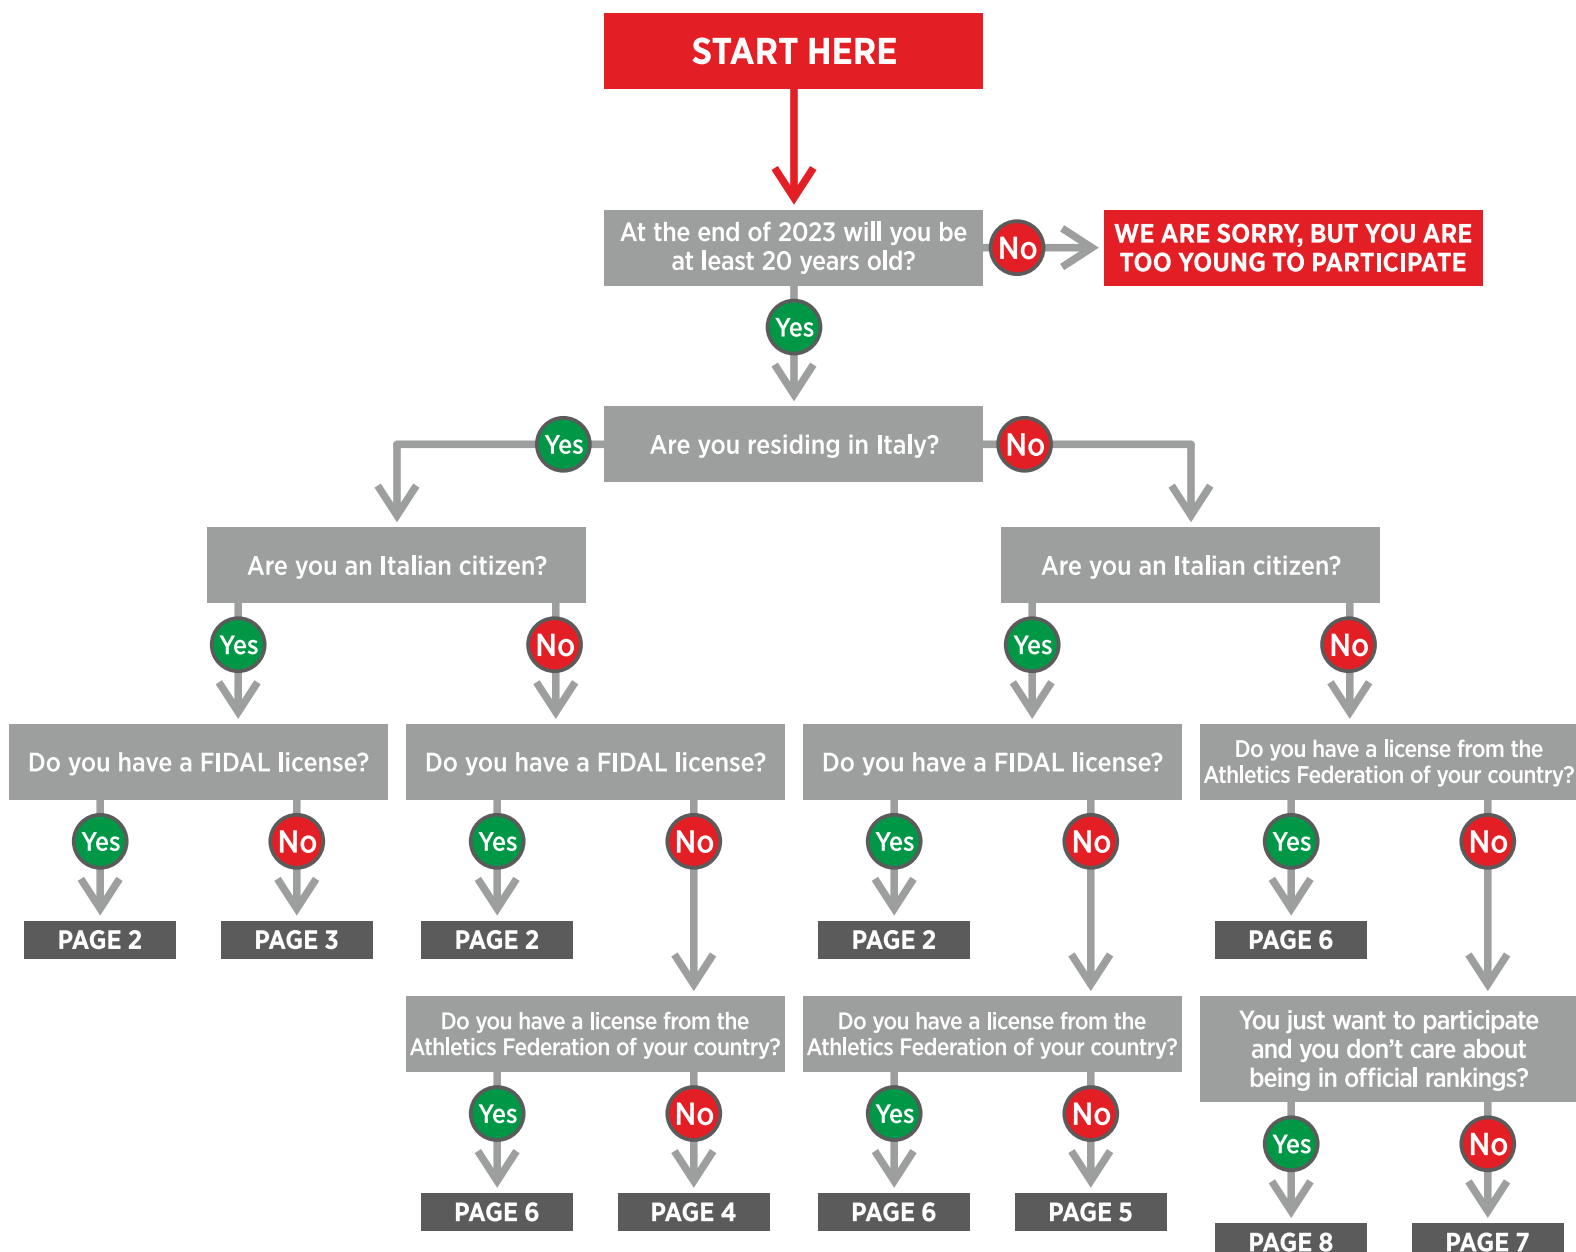 START HERE
At the end of 2023 will you be
at least 20 years old?
No
WE ARE SORRY, BUT YOU ARE
TOO YOUNG TO PARTICIPATE
Yes
Yes
Are you residing in Italy?
No
Are you an Italian citizen?
Are you an Italian citizen?
Yes
No
Yes
No
Do you have a FIDAL license?
Do you have a FIDAL license?
Do you have a FIDAL license?
Do you have a license from the
Athletics Federation of your country?
Yes
No
Yes
No
Yes
No
Yes
No
PAGE 2
PAGE 3
PAGE 2
PAGE 2
PAGE 6
Do you have a license from the
Athletics Federation of your country?
Do you have a license from the
Athletics Federation of your country?
You just want to participate
and you don't care about
being in official rankings?
Yes
No
Yes
No
Yes
No
PAGE 6
PAGE 4
PAGE 6
PAGE 5
PAGE 8
PAGE 7